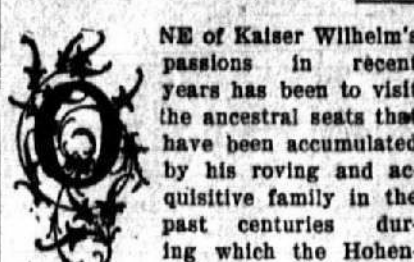 ONE of Kaiser Wilhelm's
passions in recent
years has been to visit
the ancestral seats that
have been accumulated
by his roving and ac-
quisitive family in the
past centuries dur-
ing which the Hohen-